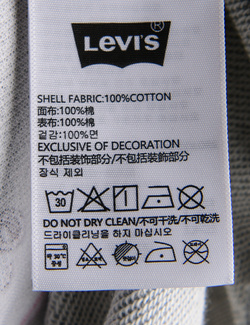 LEVI'S®
SHELL FABRIC:100%COTTON
面布:100%棉
表布:100%棉
겉감:100%면
EXCLUSIVE OF DECORATION
不包括装饰部分/不包括裝飾部分
장식 제외
30 1
DO NOT DRY CLEAN/不可干洗/不可乾洗
드라이클리닝을 하지 마십시오